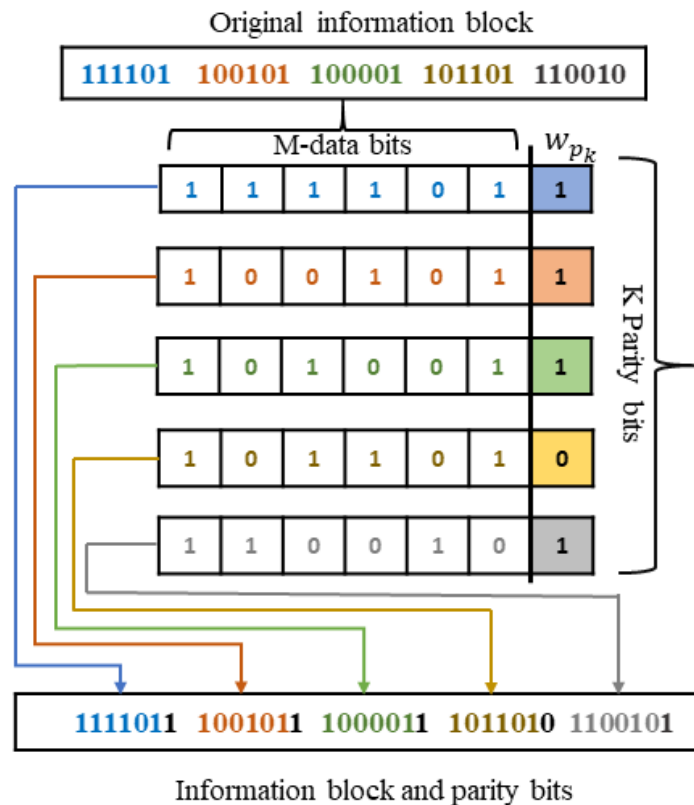 Original information block
111101 100101 100001 101101 110010
M-data bits
w_{p_k}
1 1 1 1 0 1 1
1 0 0 1 0 1 1
1 0 1 0 0 1 1
1 0 1 1 0 1 0
1 1 0 0 1 0 1
K Parity bits
1111011 1001011 1000011 1011010 1100101
Information block and parity bits